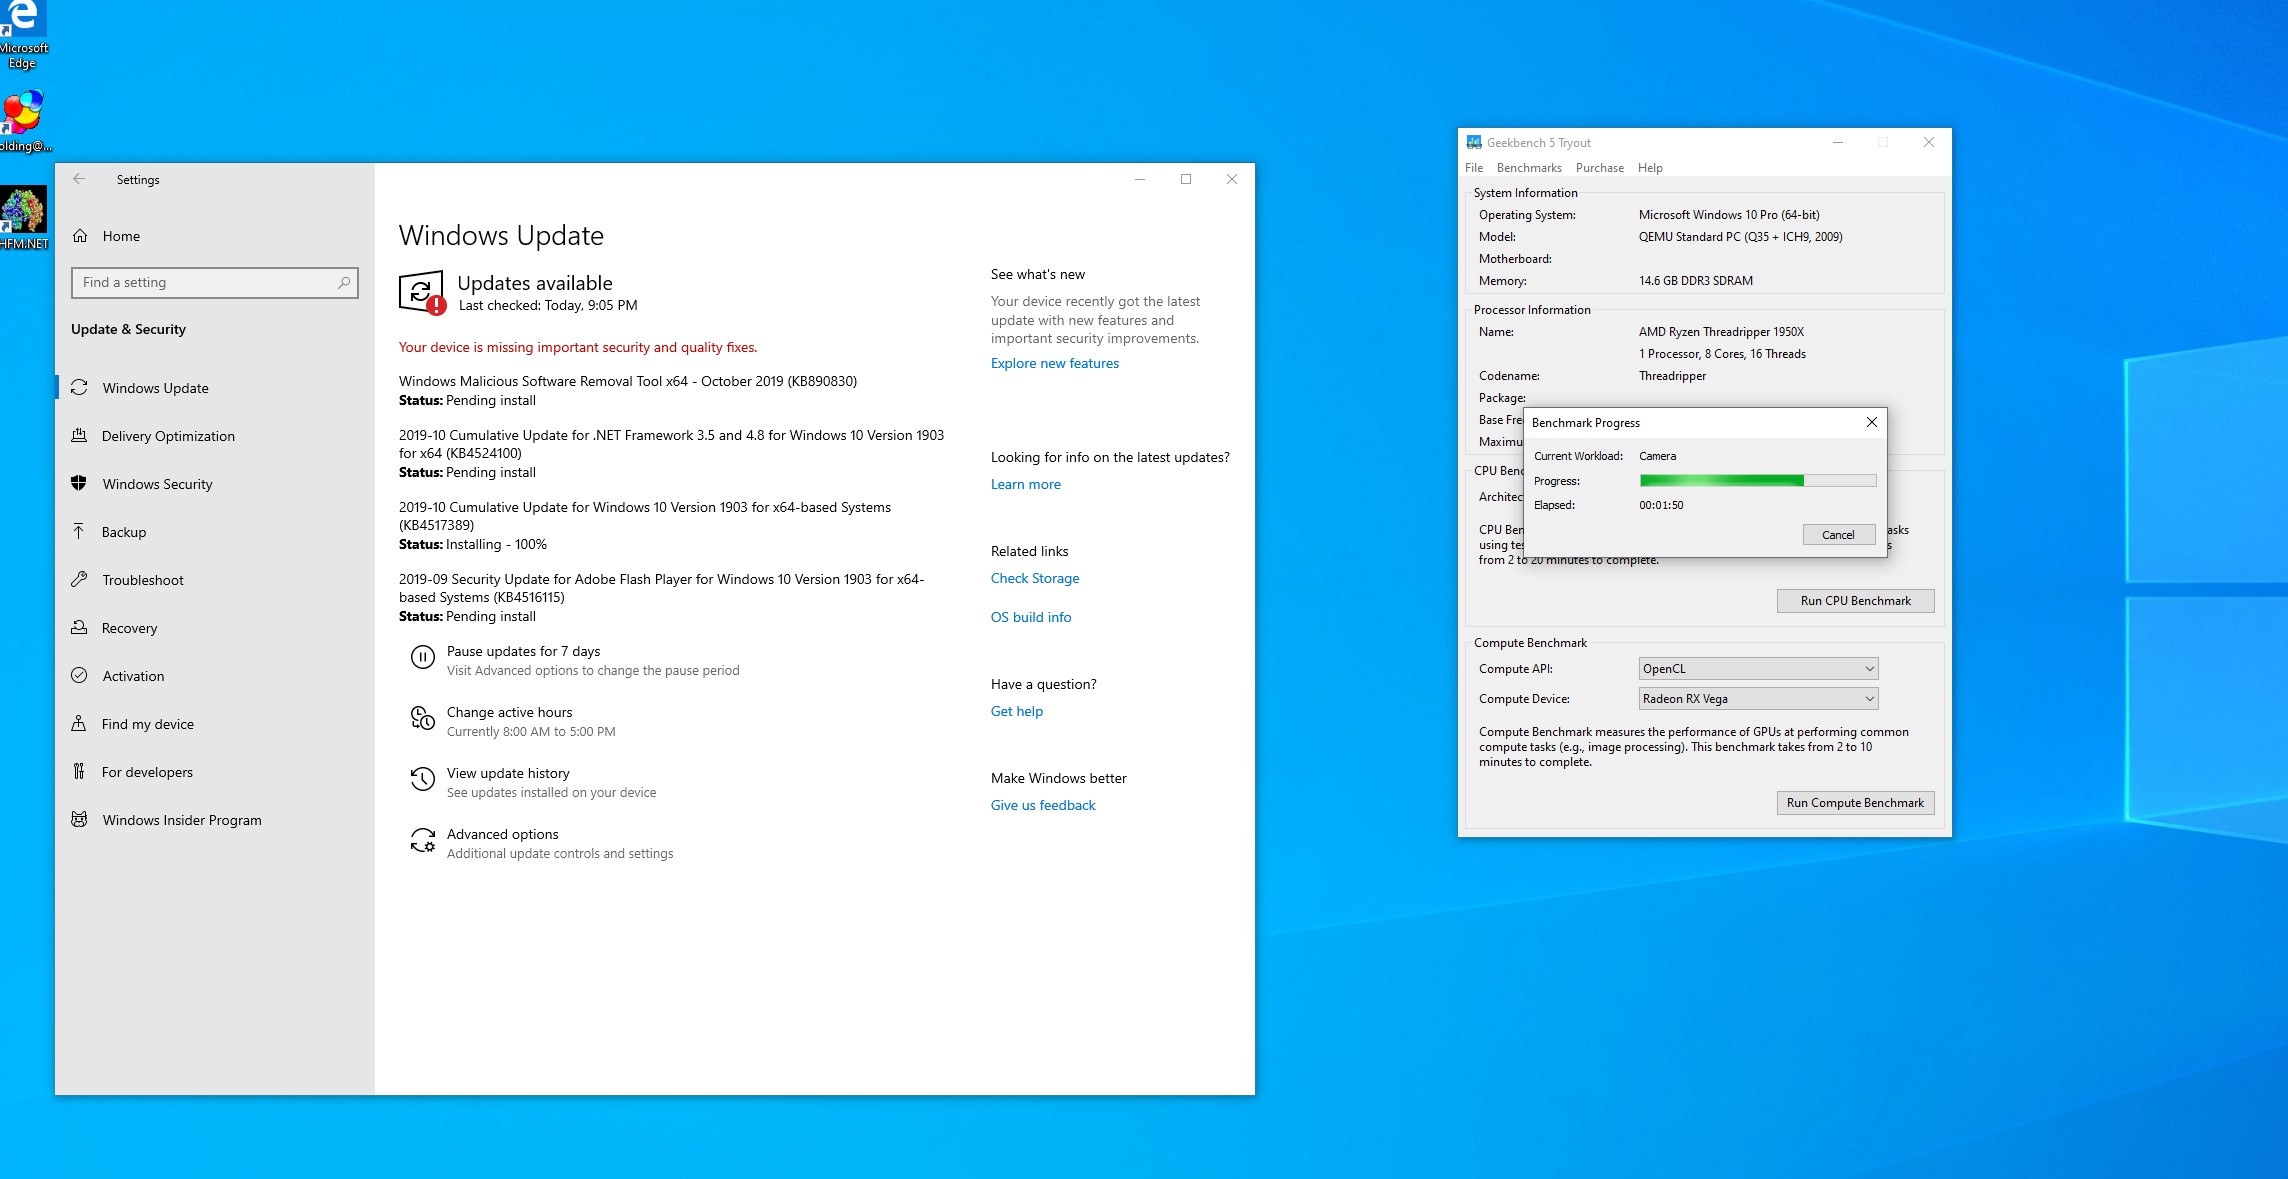 Microsoft
Edge
olding@...
HFM.NET
Settings
Home
Find a setting
Update & Security
Windows Update
Delivery Optimization
Windows Security
Backup
Troubleshoot
Recovery
Activation
Find my device
For developers
Windows Insider Program
Windows Update
Updates available
Last checked: Today, 9:05 PM
Your device is missing important security and quality fixes.
Windows Malicious Software Removal Tool x64 - October 2019 (KB890830)
Status: Pending install
2019-10 Cumulative Update for .NET Framework 3.5 and 4.8 for Windows 10 Version 1903
for x64 (KB4524100)
Status: Pending install
2019-10 Cumulative Update for Windows 10 Version 1903 for x64-based Systems
(KB4517389)
Status: Installing - 100%
2019-09 Security Update for Adobe Flash Player for Windows 10 Version 1903 for x64-
based Systems (KB4516115)
Status: Pending install
Pause updates for 7 days
Visit Advanced options to change the pause period
Change active hours
Currently 8:00 AM to 5:00 PM
View update history
See updates installed on your device
Advanced options
Additional update controls and settings
See what's new
Your device recently got the latest
update with new features and
important security improvements.
Explore new features
Looking for info on the latest updates?
Learn more
Related links
Check Storage
OS build info
Have a question?
Get help
Make Windows better
Give us feedback
Geekbench 5 Tryout
File Benchmarks Purchase Help
System Information
Operating System: Microsoft Windows 10 Pro (64-bit)
Model: QEMU Standard PC (Q35 + ICH9, 2009)
Motherboard:
Memory: 14.6 GB DDR3 SDRAM
Processor Information
Name: AMD Ryzen Threadripper 1950X
1 Processor, 8 Cores, 16 Threads
Codename: Threadripper
Package:
Base Fre
Maximu
CPU Benc
Architec
CPU Ben asks
using tes s
from 2 to 20 minutes to complete.
Benchmark Progress
Current Workload: Camera
Progress:
Elapsed: 00:01:50
Cancel
Run CPU Benchmark
Compute Benchmark
Compute API: OpenCL
Compute Device: Radeon RX Vega
Compute Benchmark measures the performance of GPUs at performing common
compute tasks (e.g., image processing). This benchmark takes from 2 to 10
minutes to complete.
Run Compute Benchmark